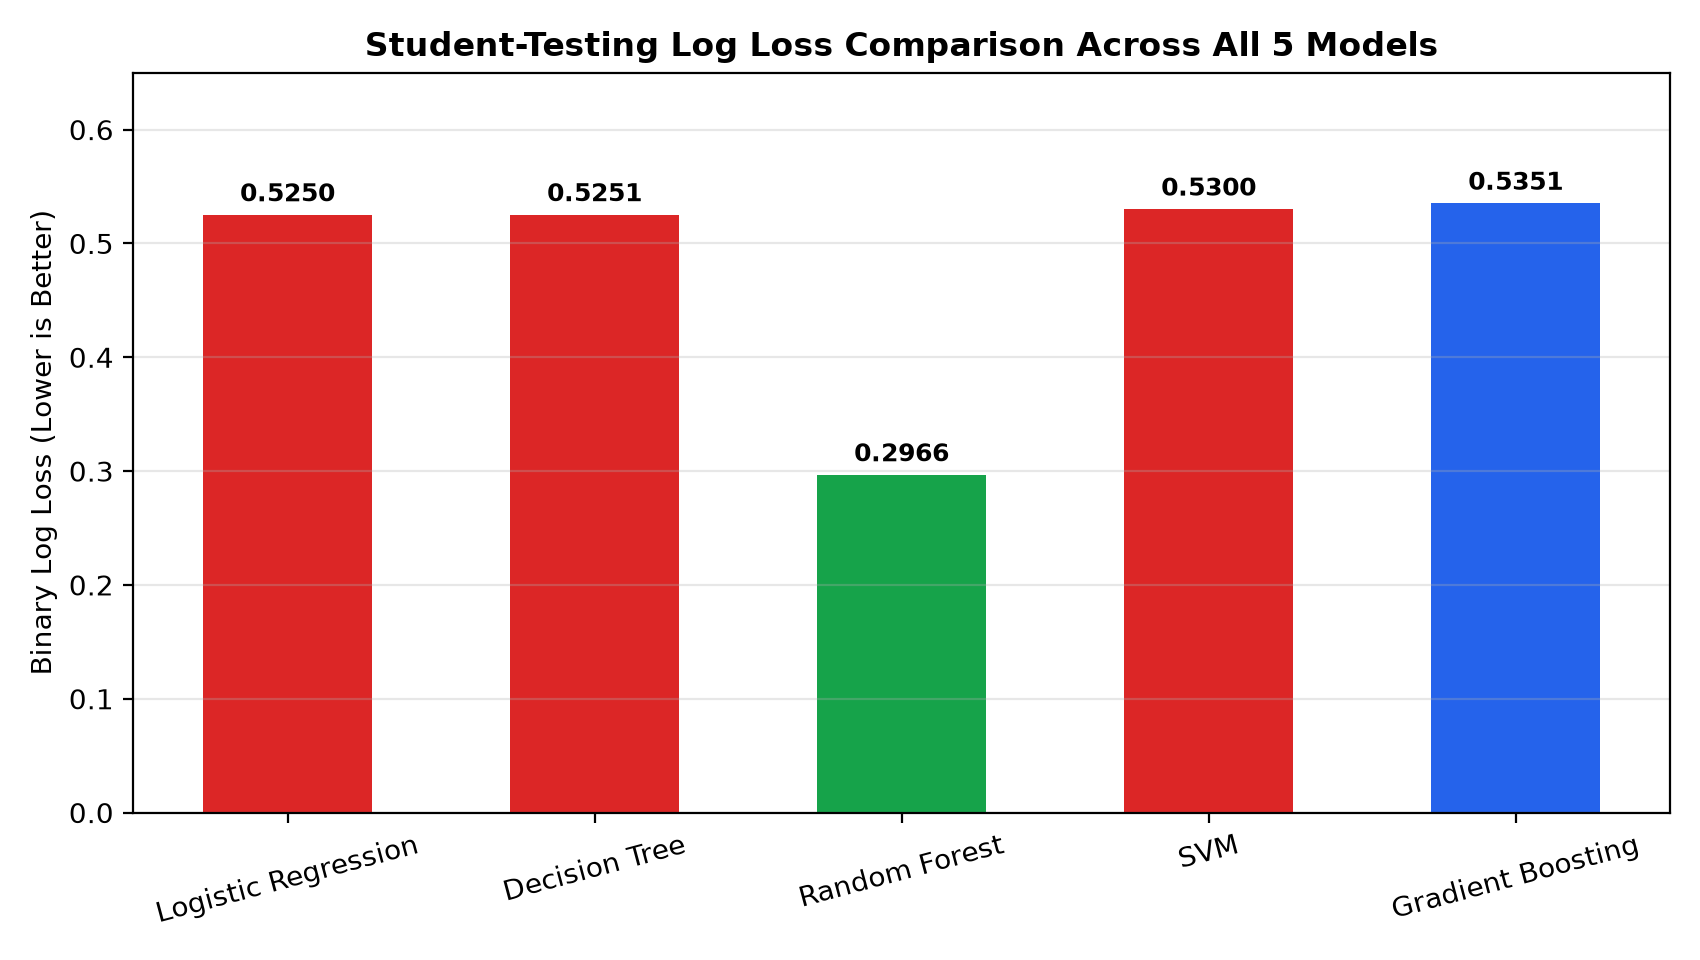 Student-Testing Log Loss Comparison Across All 5 Models
Binary Log Loss (Lower is Better)
0.6
0.5
0.4
0.3
0.2
0.1
0.0
0.5250
0.5251
0.2966
0.5300
0.5351
Logistic Regression
Decision Tree
Random Forest
SVM
Gradient Boosting